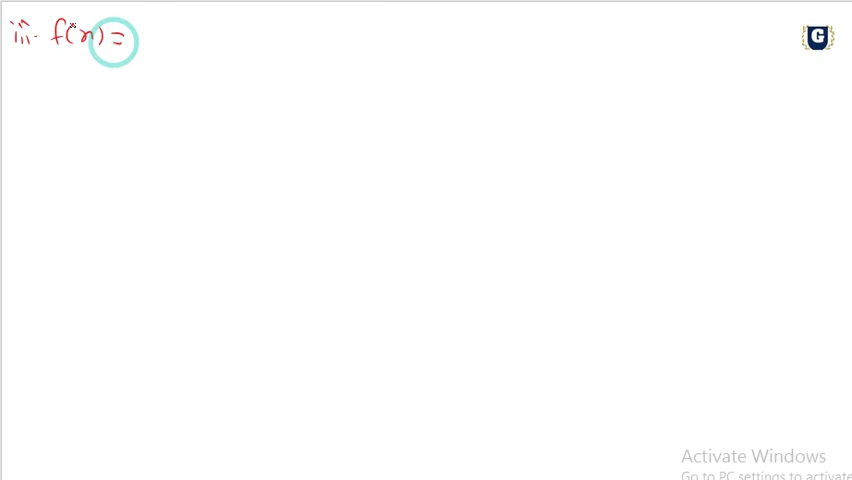 iii. f(x) =
G
Activate Windows
Go to PC settings to activate